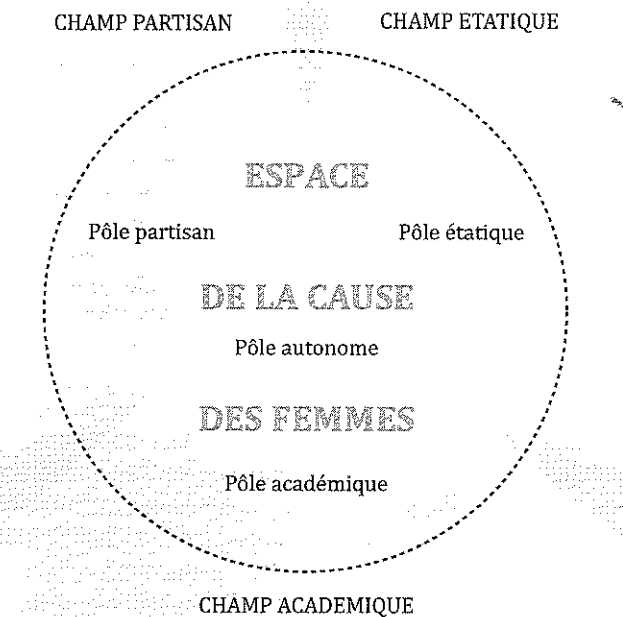 CHAMP PARTISAN CHAMP ETATIQUE
ESPACE
Pôle partisan Pôle étatique
DE LA CAUSE
Pôle autonome
DES FEMMES
Pôle académique
CHAMP ACADEMIQUE